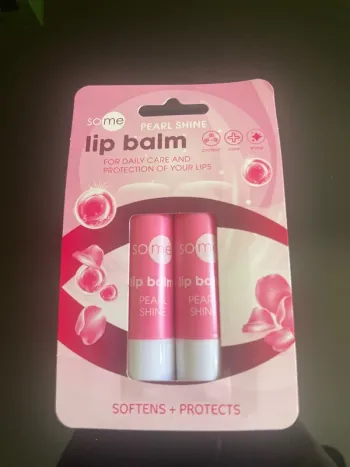 some
PEARL SHINE
lip balm
FOR DAILY CARE AND
PROTECTION OF YOUR LIPS
some
lip balm
PEARL
SHINE
some
lip balm
PEARL
SHINE
SOFTENS + PROTECTS